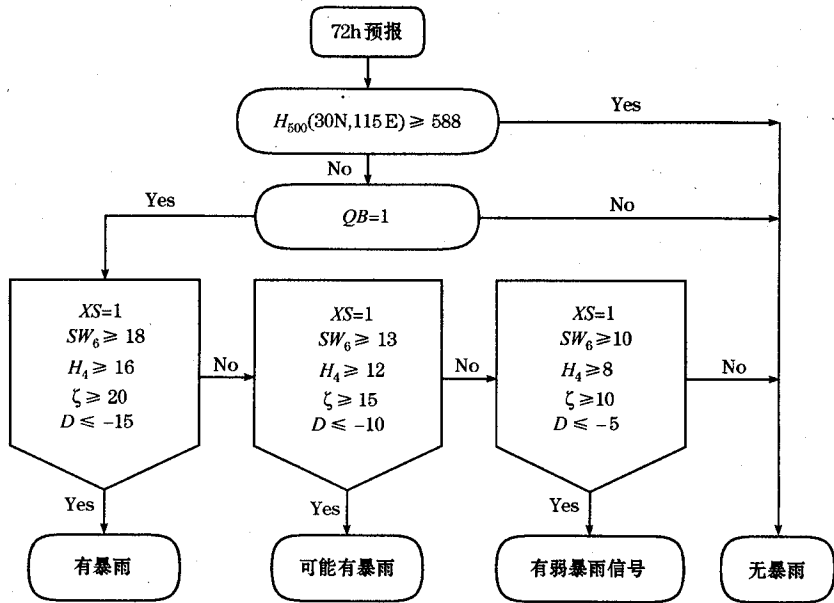 72h预报
H500(30N,115E)≥588
Yes
No
QB=1
Yes
No
XS=1
SW6≥18
H4≥16
ζ≥20
D≤-15
No
XS=1
SW6≥13
H4≥12
ζ≥15
D≤-10
No
XS=1
SW6≥10
H4≥8
ζ≥10
D≤-5
No
Yes
Yes
Yes
有暴雨
可能有暴雨
有弱暴雨信号
无暴雨